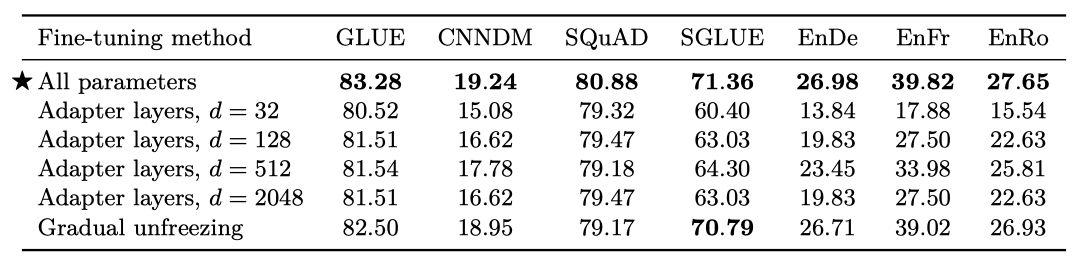 Fine-tuning method GLUE CNNDM SQuAD SGLUE EnDe EnFr EnRo
★ All parameters 83.28 19.24 80.88 71.36 26.98 39.82 27.65
Adapter layers, d = 32 80.52 15.08 79.32 60.40 13.84 17.88 15.54
Adapter layers, d = 128 81.51 16.62 79.47 63.03 19.83 27.50 22.63
Adapter layers, d = 512 81.54 17.78 79.18 64.30 23.45 33.98 25.81
Adapter layers, d = 2048 81.51 16.62 79.47 63.03 19.83 27.50 22.63
Gradual unfreezing 82.50 18.95 79.17 70.79 26.71 39.02 26.93